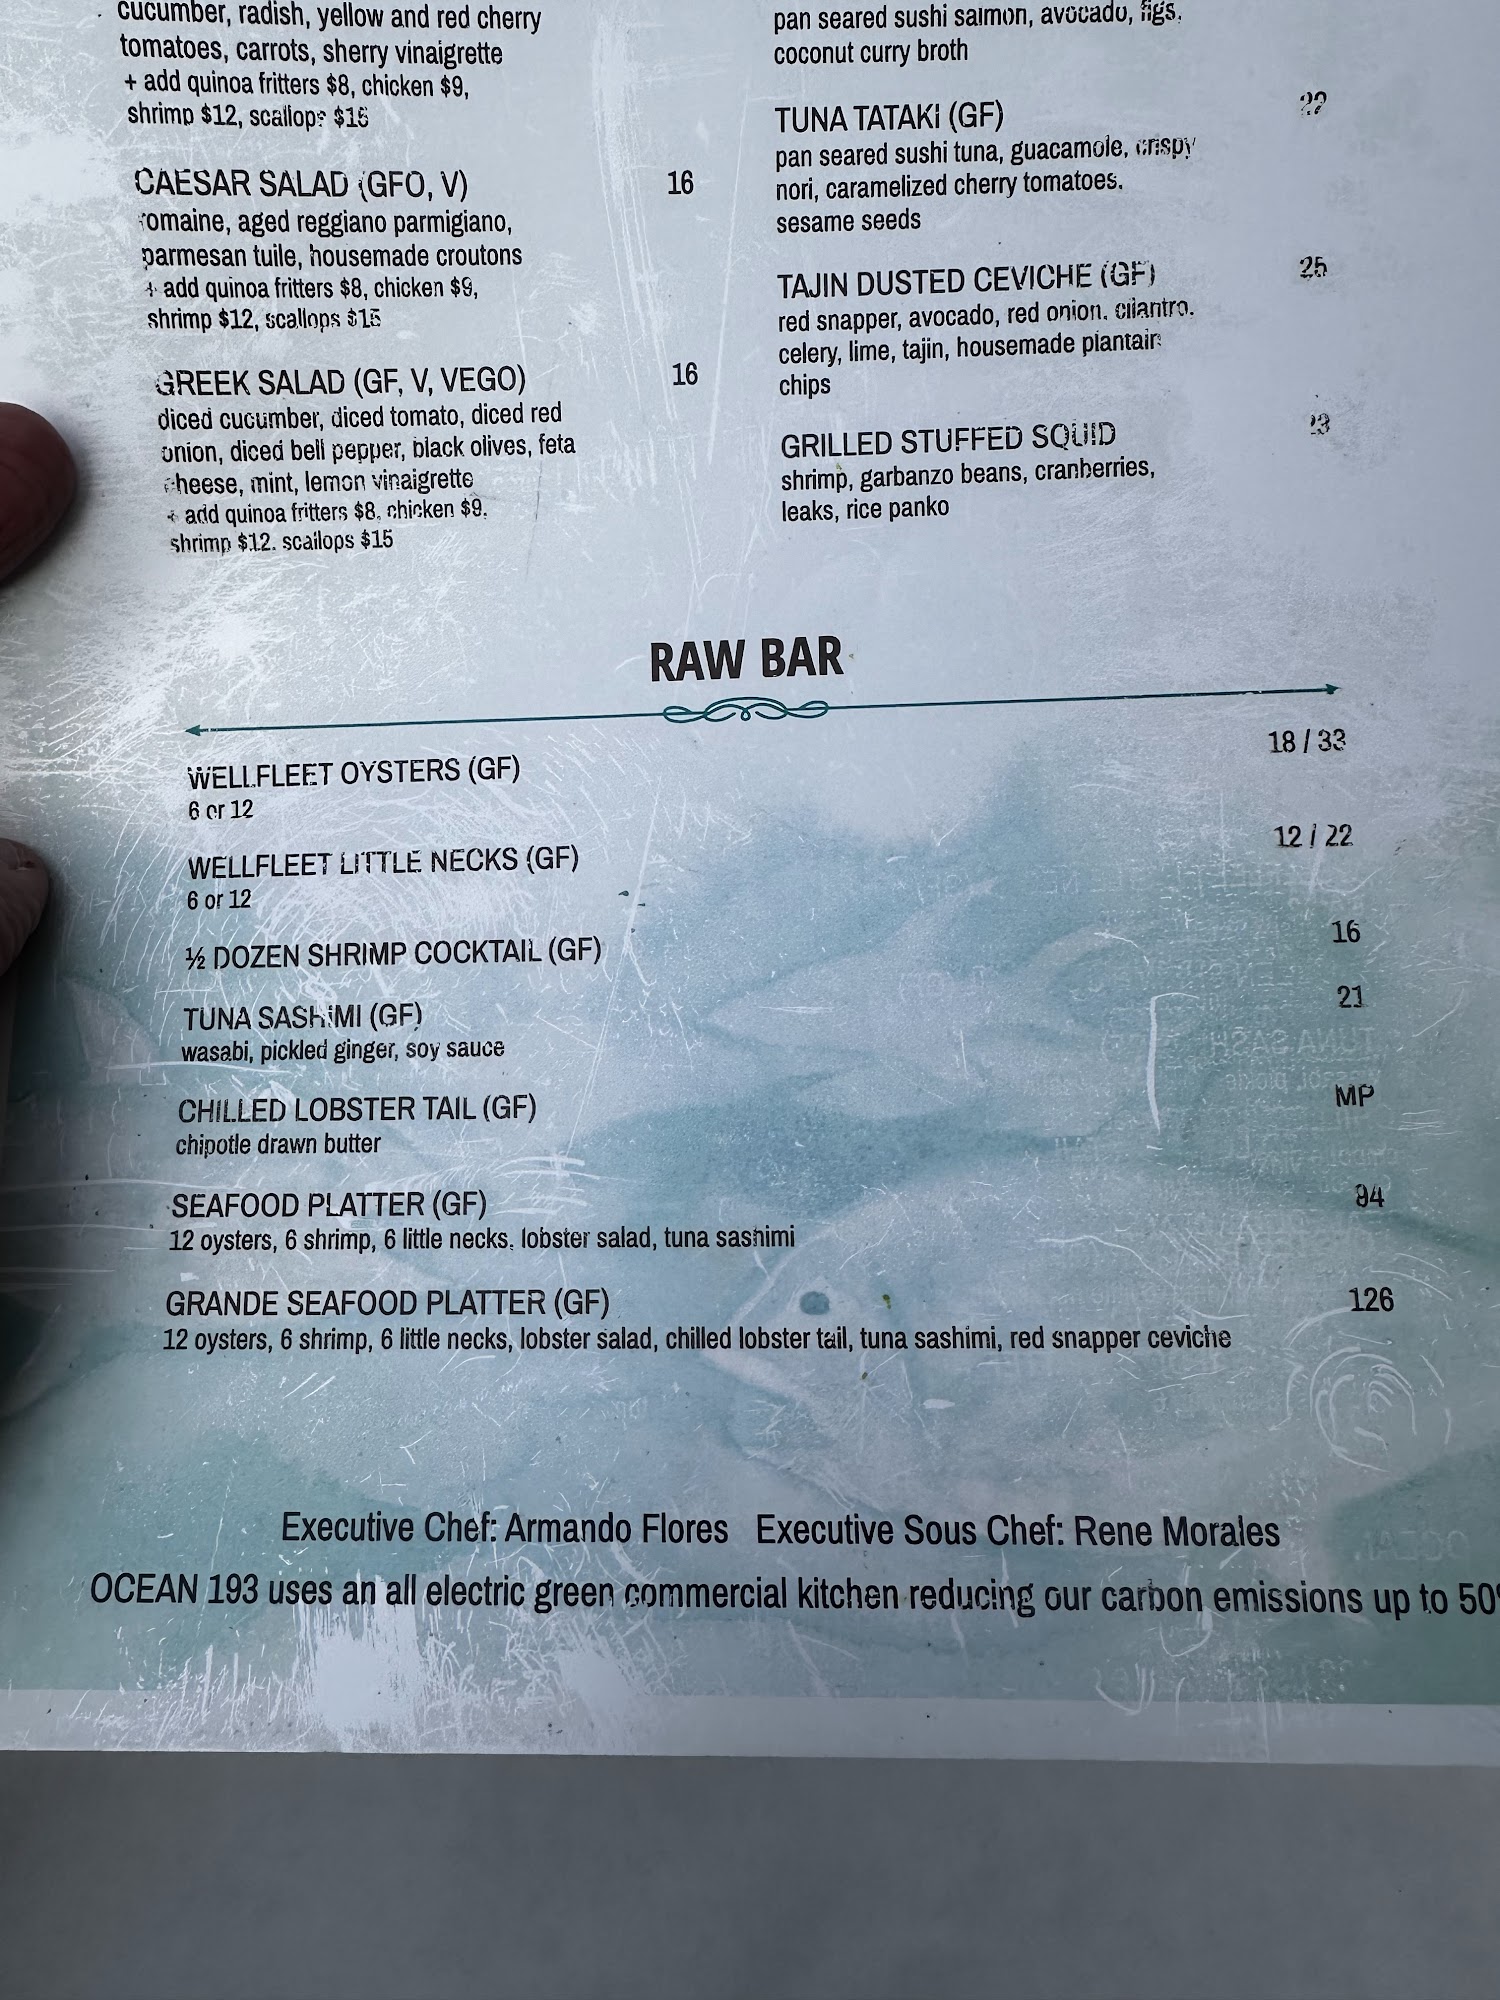 cucumber, radish, yellow and red cherry
tomatoes, carrots, sherry vinaigrette
+ add quinoa fritters $8, chicken $9,
shrimp $12, scallops
CAESAR SALAD (GFO, V) 16
romaine, aged reggiano parmigiano,
parmesan tuile, housemade croutons
+ add quinoa fritters $8, chicken $9,
shrimp $12, scallops $15
GREEK SALAD (GF, V, VEGO) 16
diced cucumber, diced tomato, diced red
onion, diced bell pepper, black olives, feta
cheese, mint, lemon vinaigrette
+ add quinoa fritters $8, chicken $9,
shrimp $12, scallops $15
pan seared sushi salmon, avocado, figs,
coconut curry broth
TUNA TATAKI (GF)
pan seared sushi tuna, guacamole, crispy
nori, caramelized cherry tomatoes,
sesame seeds
TAJIN DUSTED CEVICHE (GF) 25
red snapper, avocado, red onion, cilantro,
celery, lime, tajin, housemade plantain
chips
GRILLED STUFFED SQUID
shrimp, garbanzo beans, cranberries,
leaks, rice panko
RAW BAR
WELLFLEET OYSTERS (GF) 18 / 33
6 or 12
WELLFLEET LITTLE NECKS (GF) 12 / 22
6 or 12
½ DOZEN SHRIMP COCKTAIL (GF) 16
TUNA SASHIMI (GF) 21
wasabi, pickled ginger, soy sauce
CHILLED LOBSTER TAIL (GF) MP
chipotle drawn butter
SEAFOOD PLATTER (GF)
12 oysters, 6 shrimp, 6 little necks, lobster salad, tuna sashimi
GRANDE SEAFOOD PLATTER (GF) 126
12 oysters, 6 shrimp, 6 little necks, lobster salad, chilled lobster tail, tuna sashimi, red snapper ceviche
Executive Chef: Armando Flores Executive Sous Chef: Rene Morales
OCEAN 193 uses an all electric green commercial kitchen reducing our carbon emissions up to 50